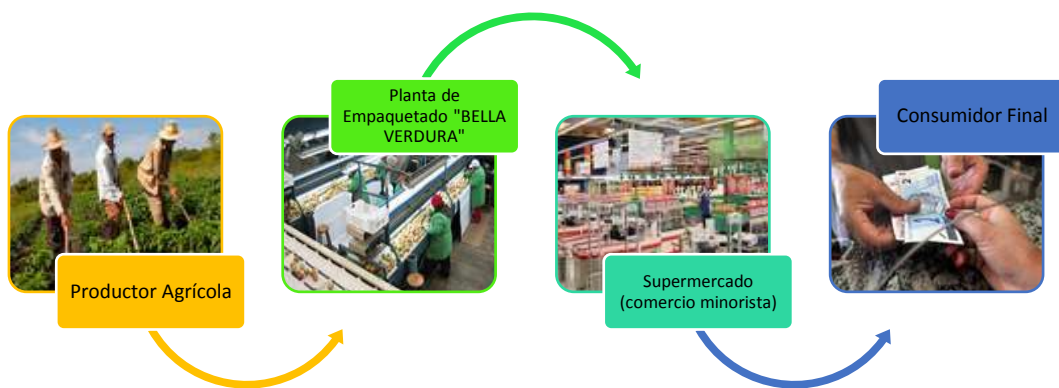 Productor Agrícola
Planta de
Empaquetado "BELLA
VERDURA"
Supermercado
(comercio minorista)
Consumidor Final